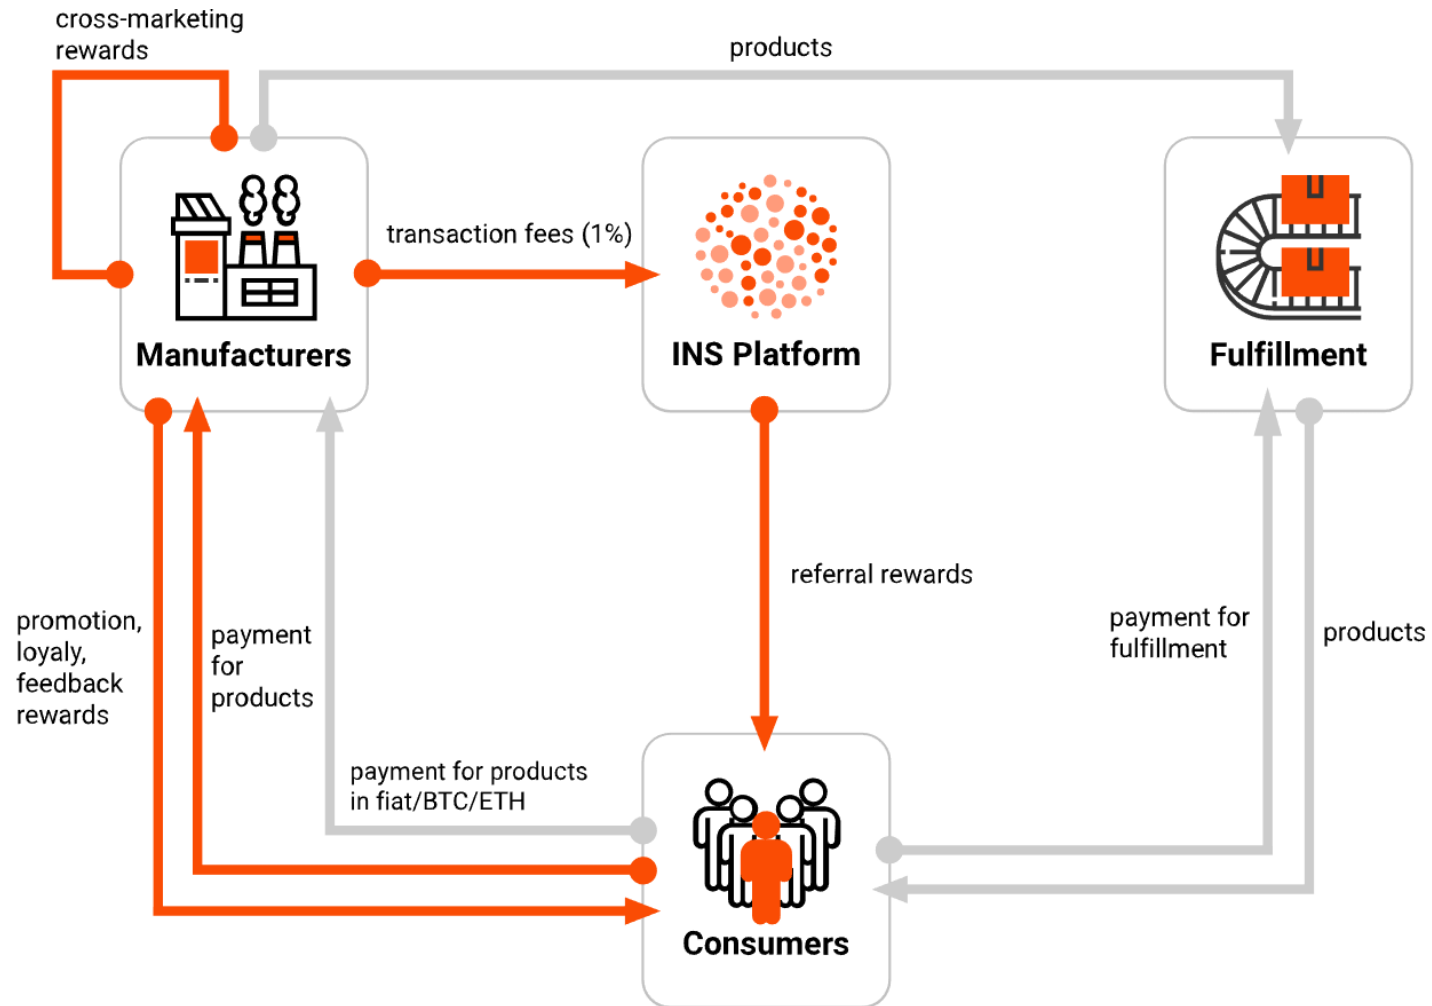 cross-marketing
rewards
products
transaction fees (1%)
Manufacturers
INS Platform
Fulfillment
referral rewards
promotion,
loyaly,
feedback
rewards
payment
for
products
payment for
fulfillment
products
payment for products
in fiat/BTC/ETH
Consumers